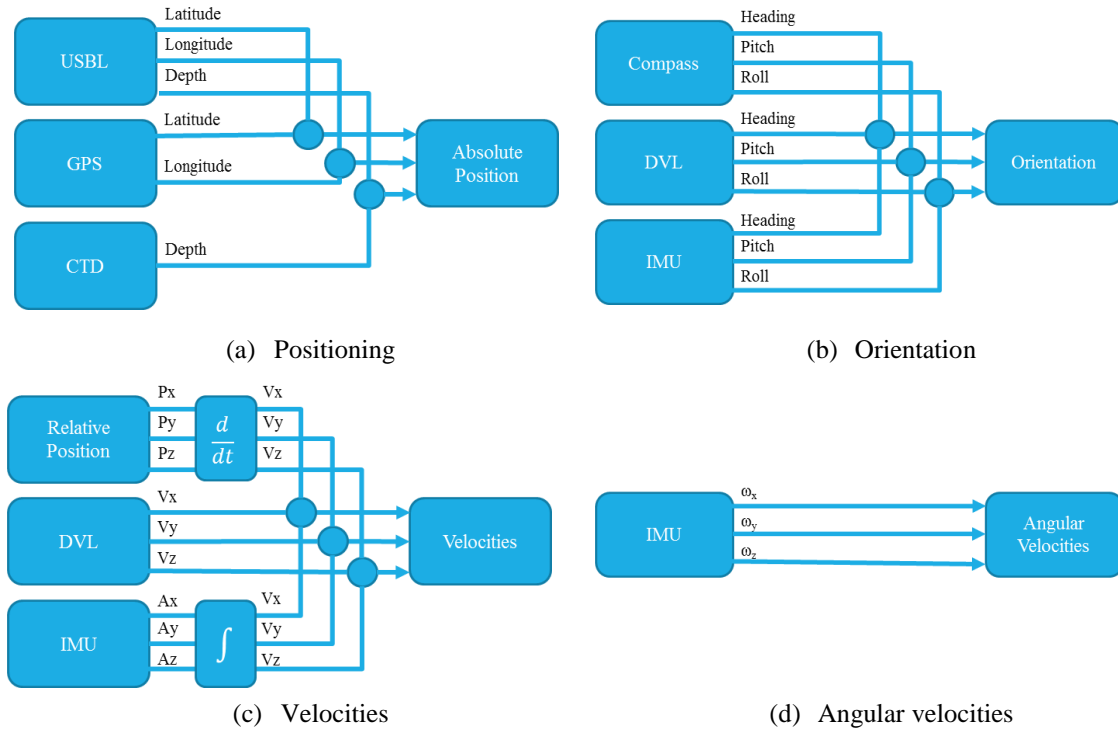 Latitude
USBL
Longitude
Depth
Latitude
GPS
Longitude
Absolute
Position
Depth
CTD
(a) Positioning
Heading
Compass
Pitch
Roll
Heading
DVL
Pitch
Roll
Orientation
Heading
IMU
Pitch
Roll
(b) Orientation
Px
Vx
Relative
Position
Py
d
dt
Vy
Pz
Vz
Vx
DVL
Vy
Vz
Velocities
Ax
Vx
IMU
Ay
∫
Vy
Az
Vz
(c) Velocities
ωx
IMU
ωy
ωz
Angular
Velocities
(d) Angular velocities